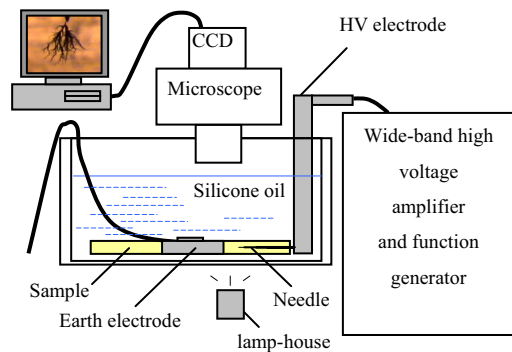 HV electrode
CCD
Microscope
Wide-band high
voltage
amplifier
and function
generator
Silicone oil
Sample
Needle
Earth electrode
lamp-house